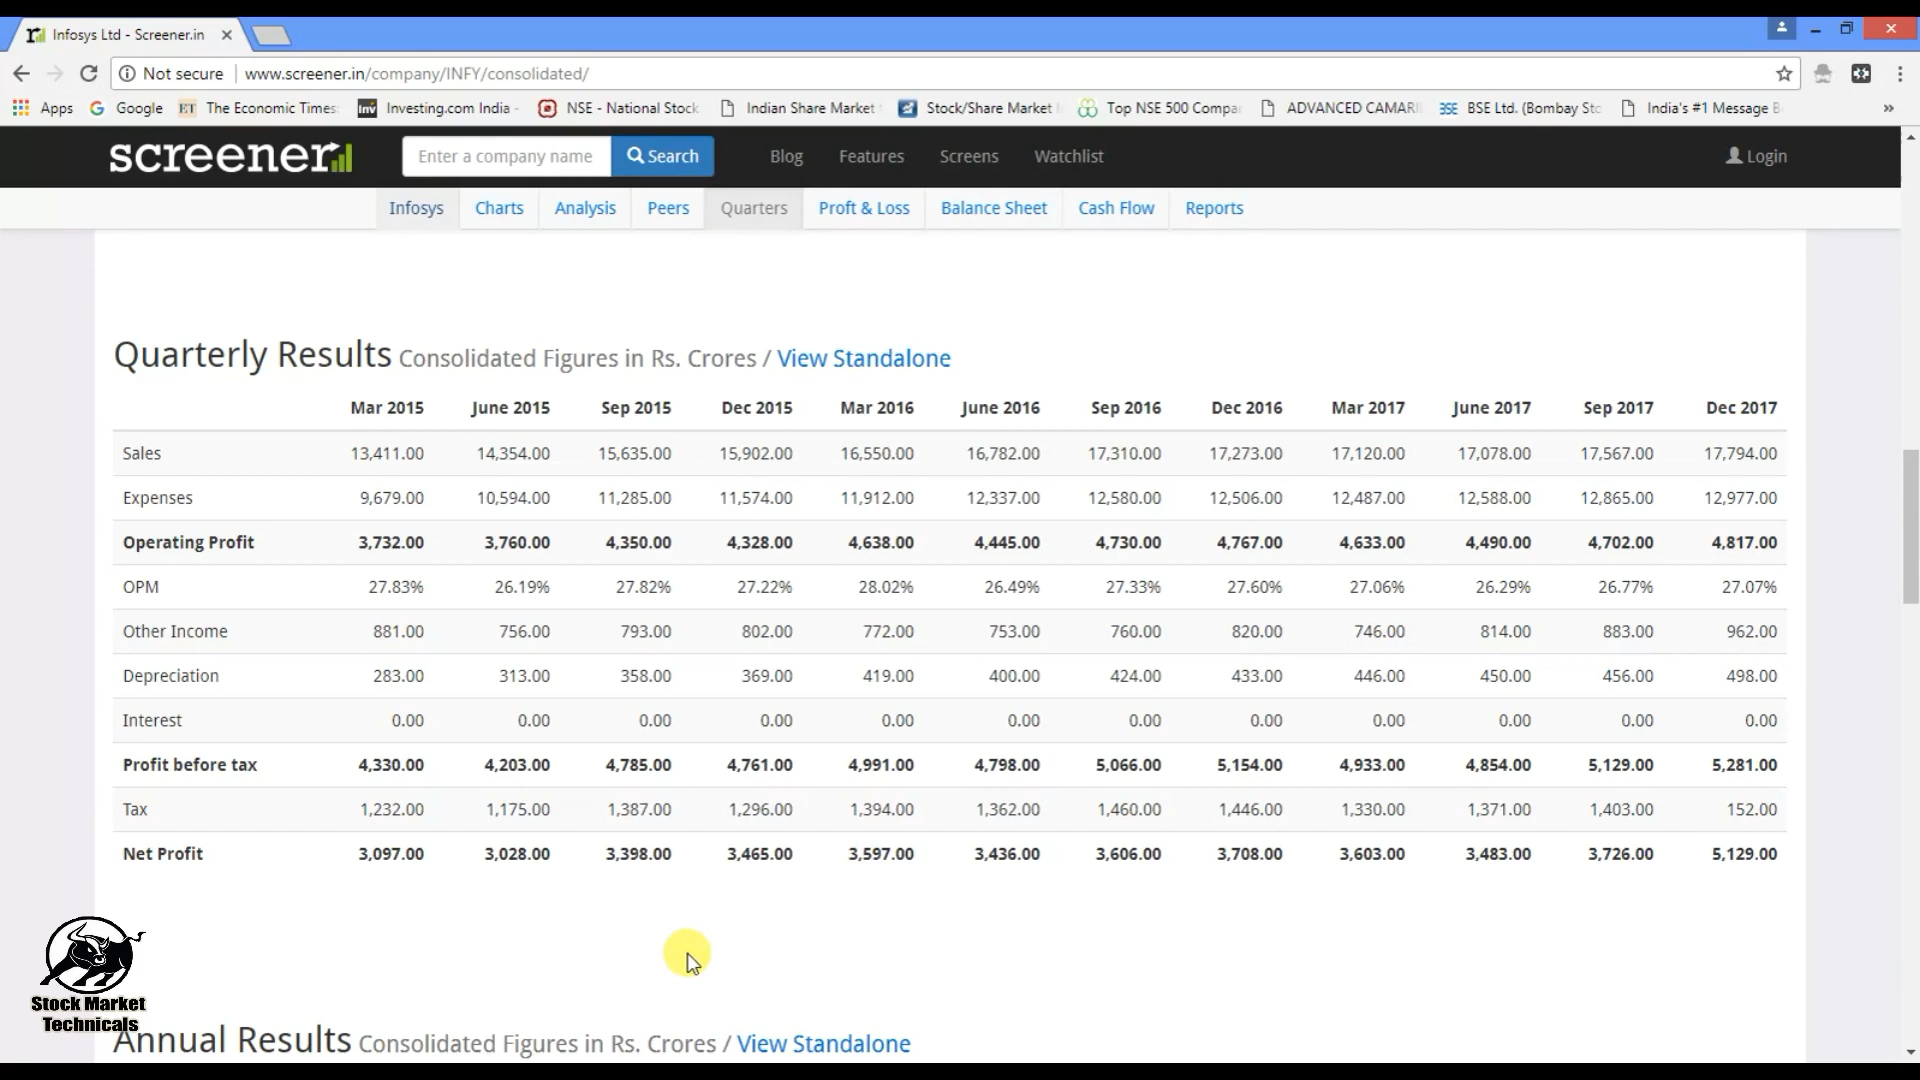 Infosys Ltd - Screener.in
Not secure www.screener.in/company/INFY/consolidated/
Apps Google ET The Economic Times: Inv Investing.com India - NSE - National Stock Indian Share Market Stock/Share Market Top NSE 500 Compa ADVANCED CAMARI BSE BSE Ltd. (Bombay Sto India's #1 Message B »
screener Enter a company name Search Blog Features Screens Watchlist Login
Infosys Charts Analysis Peers Quarters Proft & Loss Balance Sheet Cash Flow Reports
Quarterly Results Consolidated Figures in Rs. Crores / View Standalone
Mar 2015 June 2015 Sep 2015 Dec 2015 Mar 2016 June 2016 Sep 2016 Dec 2016 Mar 2017 June 2017 Sep 2017 Dec 2017
Sales 13,411.00 14,354.00 15,635.00 15,902.00 16,550.00 16,782.00 17,310.00 17,273.00 17,120.00 17,078.00 17,567.00 17,794.00
Expenses 9,679.00 10,594.00 11,285.00 11,574.00 11,912.00 12,337.00 12,580.00 12,506.00 12,487.00 12,588.00 12,865.00 12,977.00
Operating Profit 3,732.00 3,760.00 4,350.00 4,328.00 4,638.00 4,445.00 4,730.00 4,767.00 4,633.00 4,490.00 4,702.00 4,817.00
OPM 27.83% 26.19% 27.82% 27.22% 28.02% 26.49% 27.33% 27.60% 27.06% 26.29% 26.77% 27.07%
Other Income 881.00 756.00 793.00 802.00 772.00 753.00 760.00 820.00 746.00 814.00 883.00 962.00
Depreciation 283.00 313.00 358.00 369.00 419.00 400.00 424.00 433.00 446.00 450.00 456.00 498.00
Interest 0.00 0.00 0.00 0.00 0.00 0.00 0.00 0.00 0.00 0.00 0.00 0.00
Profit before tax 4,330.00 4,203.00 4,785.00 4,761.00 4,991.00 4,798.00 5,066.00 5,154.00 4,933.00 4,854.00 5,129.00 5,281.00
Tax 1,232.00 1,175.00 1,387.00 1,296.00 1,394.00 1,362.00 1,460.00 1,446.00 1,330.00 1,371.00 1,403.00 152.00
Net Profit 3,097.00 3,028.00 3,398.00 3,465.00 3,597.00 3,436.00 3,606.00 3,708.00 3,603.00 3,483.00 3,726.00 5,129.00
Stock Market
Technicals
Annual Results Consolidated Figures in Rs. Crores / View Standalone